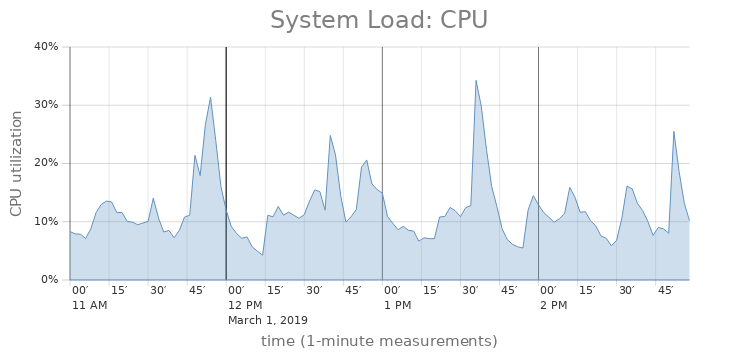 System Load: CPU
40%
30%
20%
10%
0%
CPU utilization
00′ 15′ 30′ 45′ 00′ 15′ 30′ 45′ 00′ 15′ 30′ 45′ 00′ 15′ 30′ 45′
11 AM 12 PM 1 PM 2 PM
March 1, 2019
time (1-minute measurements)